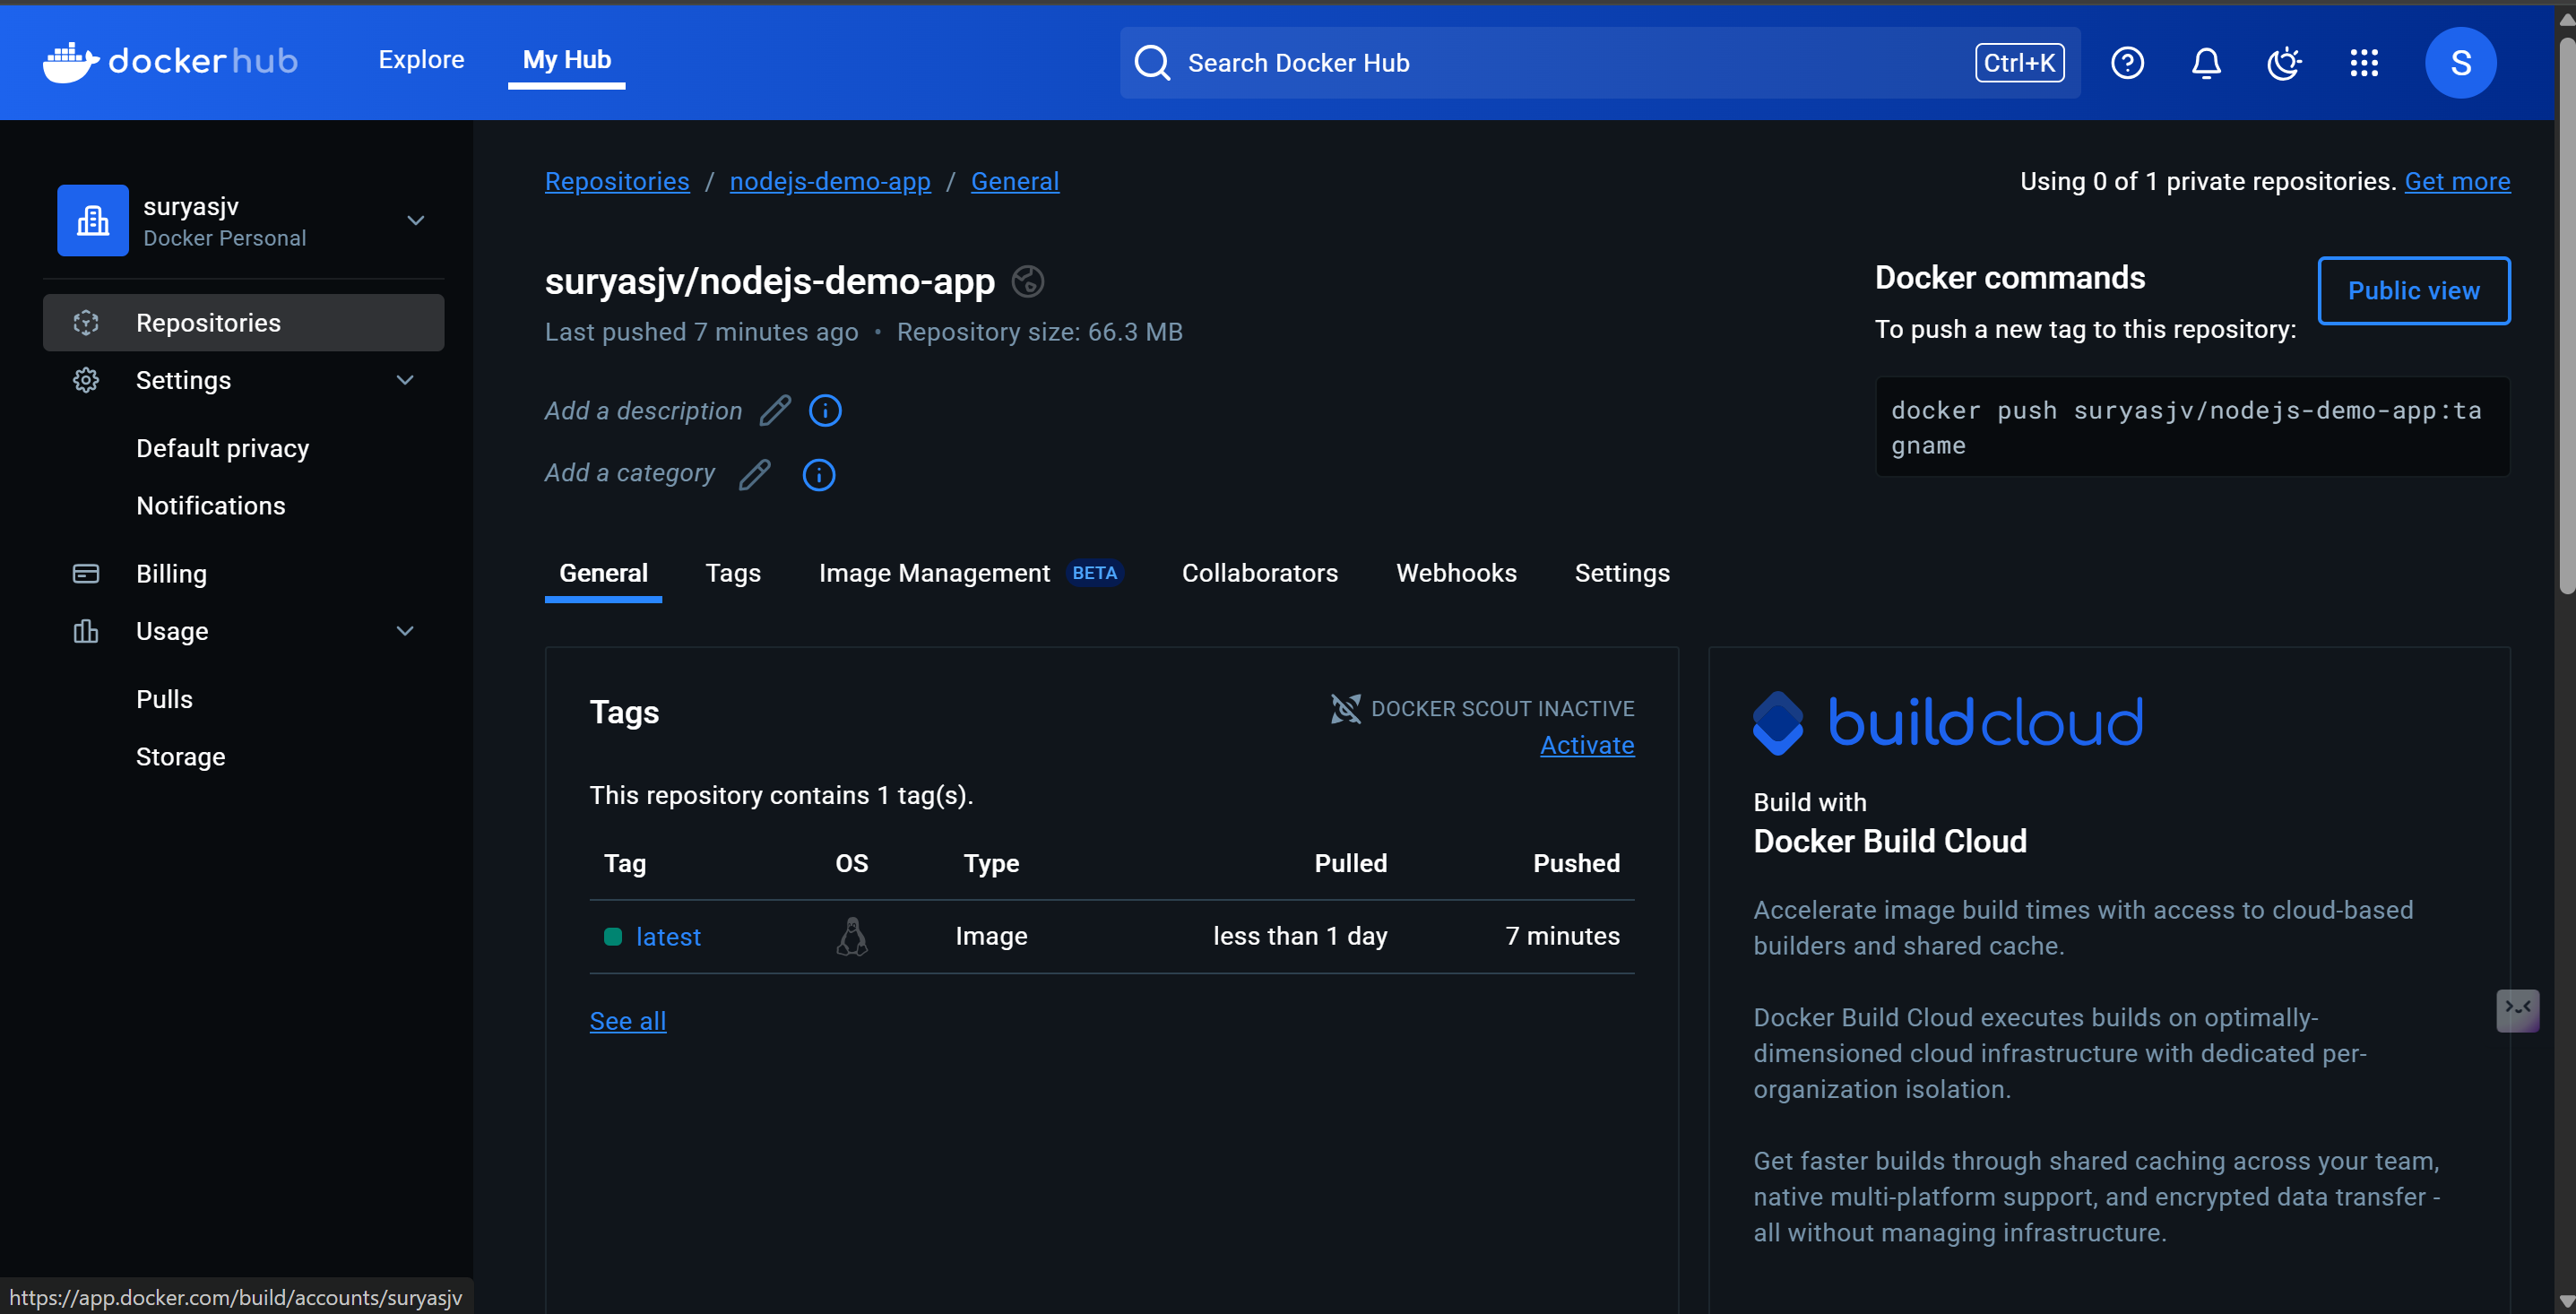 dockerhub
Explore
My Hub
Search Docker Hub
Ctrl+K
S
suryasjv
Docker Personal
Repositories
Settings
Default privacy
Notifications
Billing
Usage
Pulls
Storage
Repositories / nodejs-demo-app / General
Using 0 of 1 private repositories. Get more
suryasjv/nodejs-demo-app
Last pushed 7 minutes ago • Repository size: 66.3 MB
Add a description
Add a category
Docker commands
Public view
To push a new tag to this repository:
docker push suryasjv/nodejs-demo-app:ta
gname
General
Tags
Image Management BETA
Collaborators
Webhooks
Settings
Tags
DOCKER SCOUT INACTIVE
Activate
This repository contains 1 tag(s).
Tag OS Type Pulled Pushed
latest Image less than 1 day 7 minutes
See all
buildcloud
Build with
Docker Build Cloud
Accelerate image build times with access to cloud-based
builders and shared cache.
Docker Build Cloud executes builds on optimally-
dimensioned cloud infrastructure with dedicated per-
organization isolation.
Get faster builds through shared caching across your team,
native multi-platform support, and encrypted data transfer -
all without managing infrastructure.
https://app.docker.com/build/accounts/suryasjv